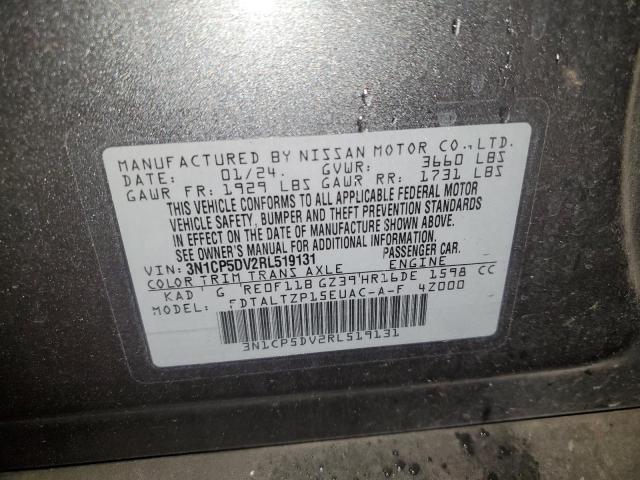 MANUFACTURED BY NISSAN MOTOR CO.,LTD.
DATE: 01/24. GVWR: 3660 LBS
GAWR FR: 1929 LBS GAWR RR: 1731 LBS
THIS VEHICLE CONFORMS TO ALL APPLICABLE FEDERAL MOTOR
VEHICLE SAFETY, BUMPER AND THEFT PREVENTION STANDARDS
IN EFFECT ON THE DATE OF MANUFACTURE SHOWN ABOVE.
SEE OWNER'S MANUAL FOR ADDITIONAL INFORMATION.
VIN: 3N1CP5DV2RL519131 PASSENGER CAR.
COLOR TRIM TRANS AXLE ENGINE
KAD G RE0F11B GZ39 HR16DE 1598 CC
MODEL: FDTALTZP15EUAC-A-F 4Z000
3N1CP5DV2RL519131